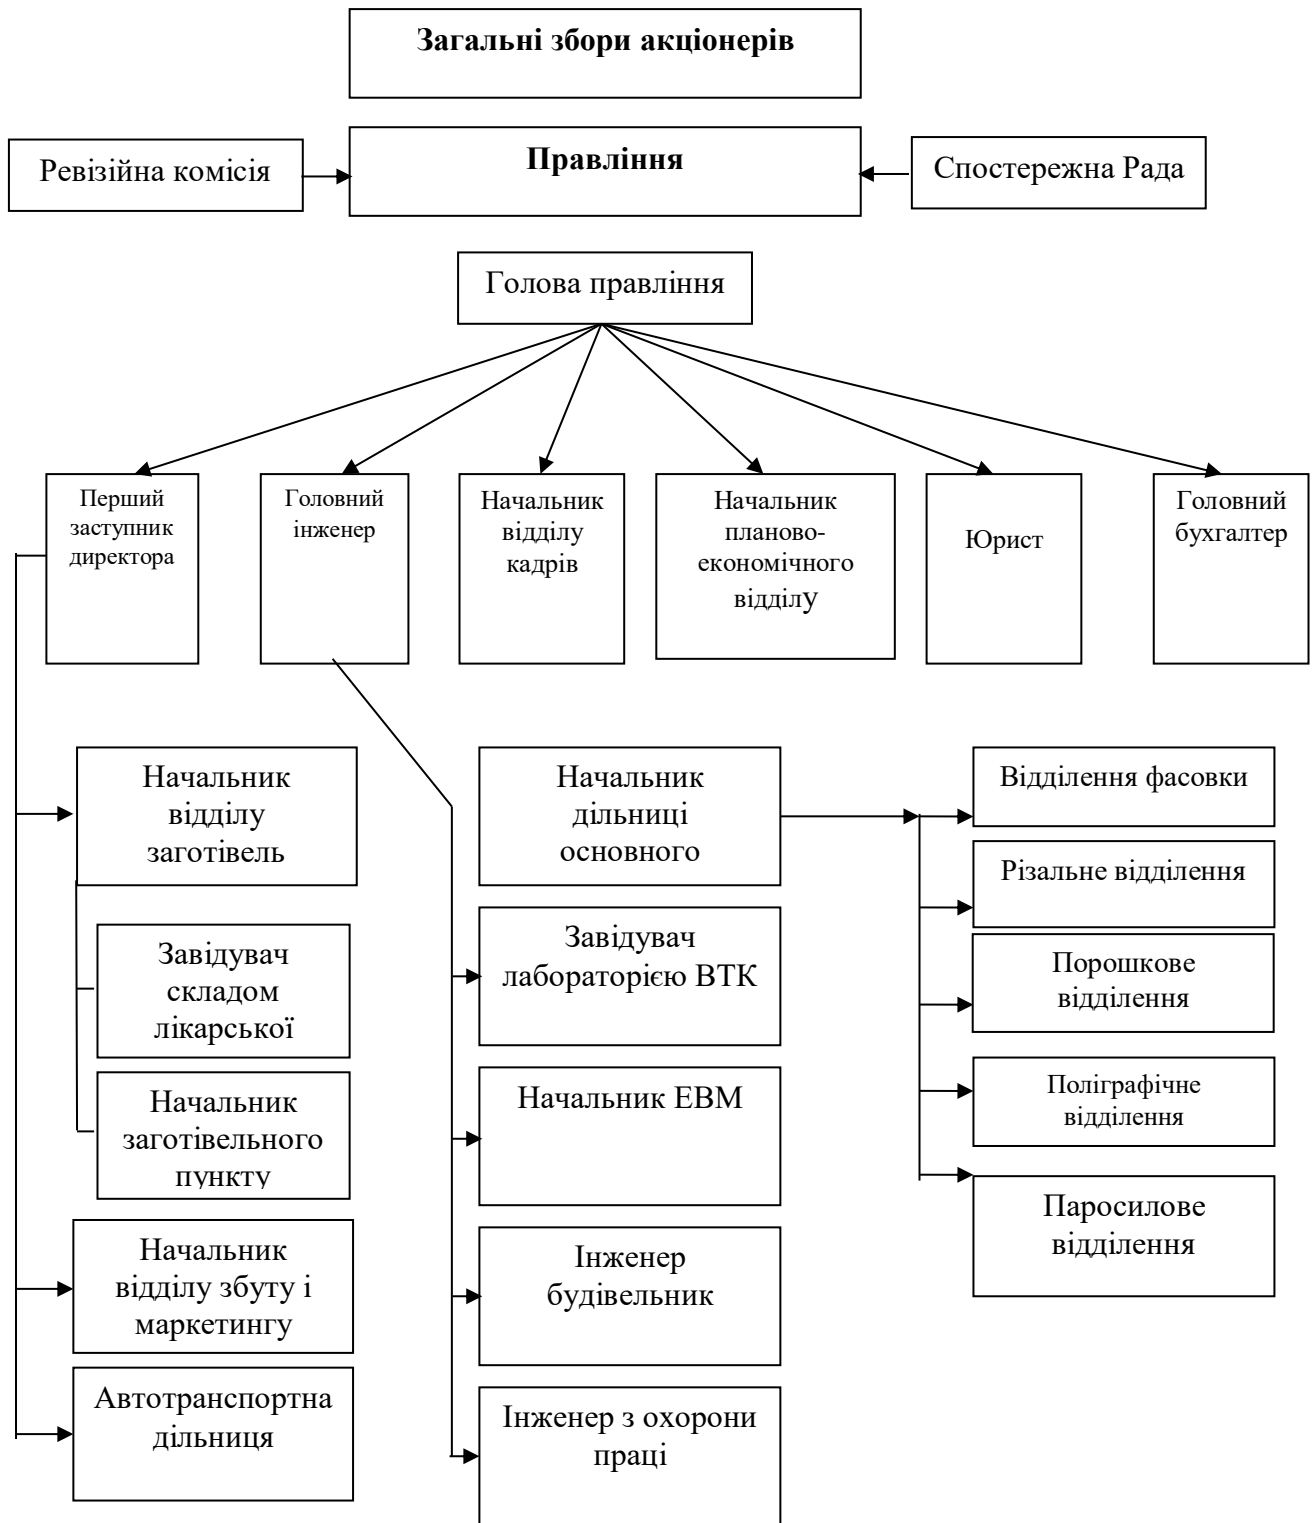 Загальні збори акціонерів
Ревізійна комісія
Правління
Спостережна Рада
Голова правління
Перший
заступник
директора
Головний
інженер
Начальник
відділу
кадрів
Начальник
планово-
економічного
відділу
Юрист
Головний
бухгалтер
Начальник
відділу
заготівель
Завідувач
складом
лікарської
Начальник
заготівельного
пункту
Начальник
відділу збуту і
маркетингу
Автотранспортна
дільниця
Начальник
дільниці
основного
Завідувач
лабораторією ВТК
Начальник ЕВМ
Інженер
будівельник
Інженер з охорони
праці
Відділення фасовки
Різальне відділення
Порошкове
відділення
Поліграфічне
відділення
Паросилове
відділення